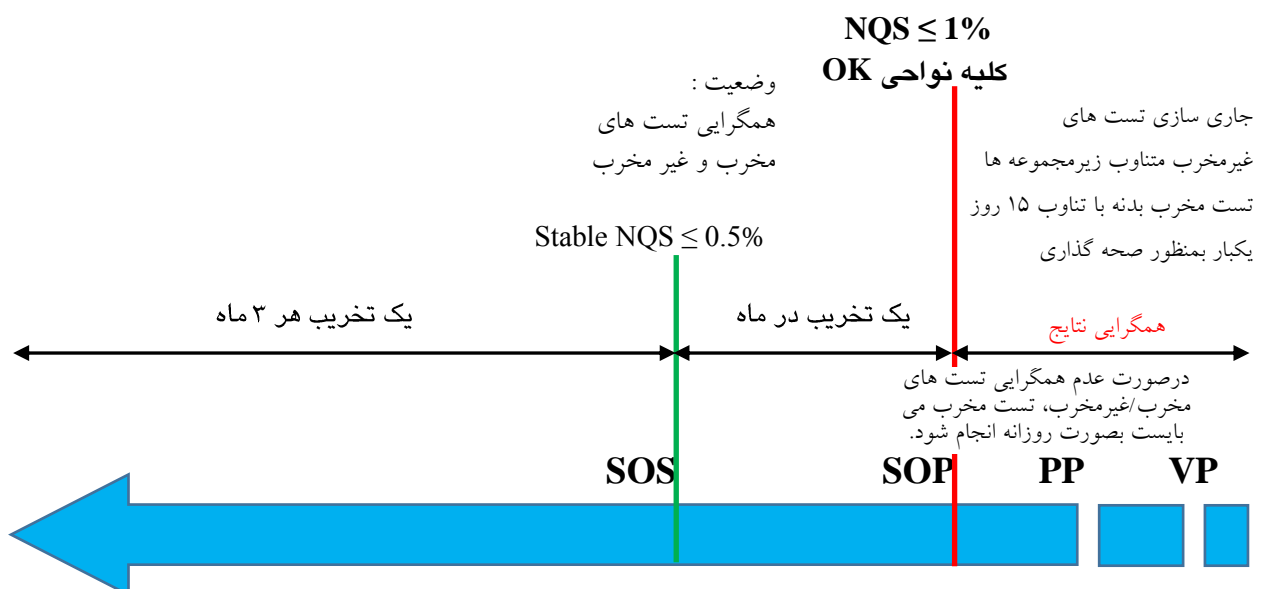 NQS ≤ 1%
کلیه نواحی OK
وضعیت :
همگرایی تست های
مخرب و غیر مخرب
جاری سازی تست های
غیرمخرب متناوب زیرمجموعه ها
تست مخرب بدنه با تناوب ۱۵ روز
یکبار بمنظور صحه گذاری
Stable NQS ≤ 0.5%
همگرایی نتایج
یک تخریب در ماه
یک تخریب هر ۳ ماه
درصورت عدم همگرایی تست های
مخرب/غیرمخرب، تست مخرب می
بایست بصورت روزانه انجام شود.
VP
PP
SOP
SOS